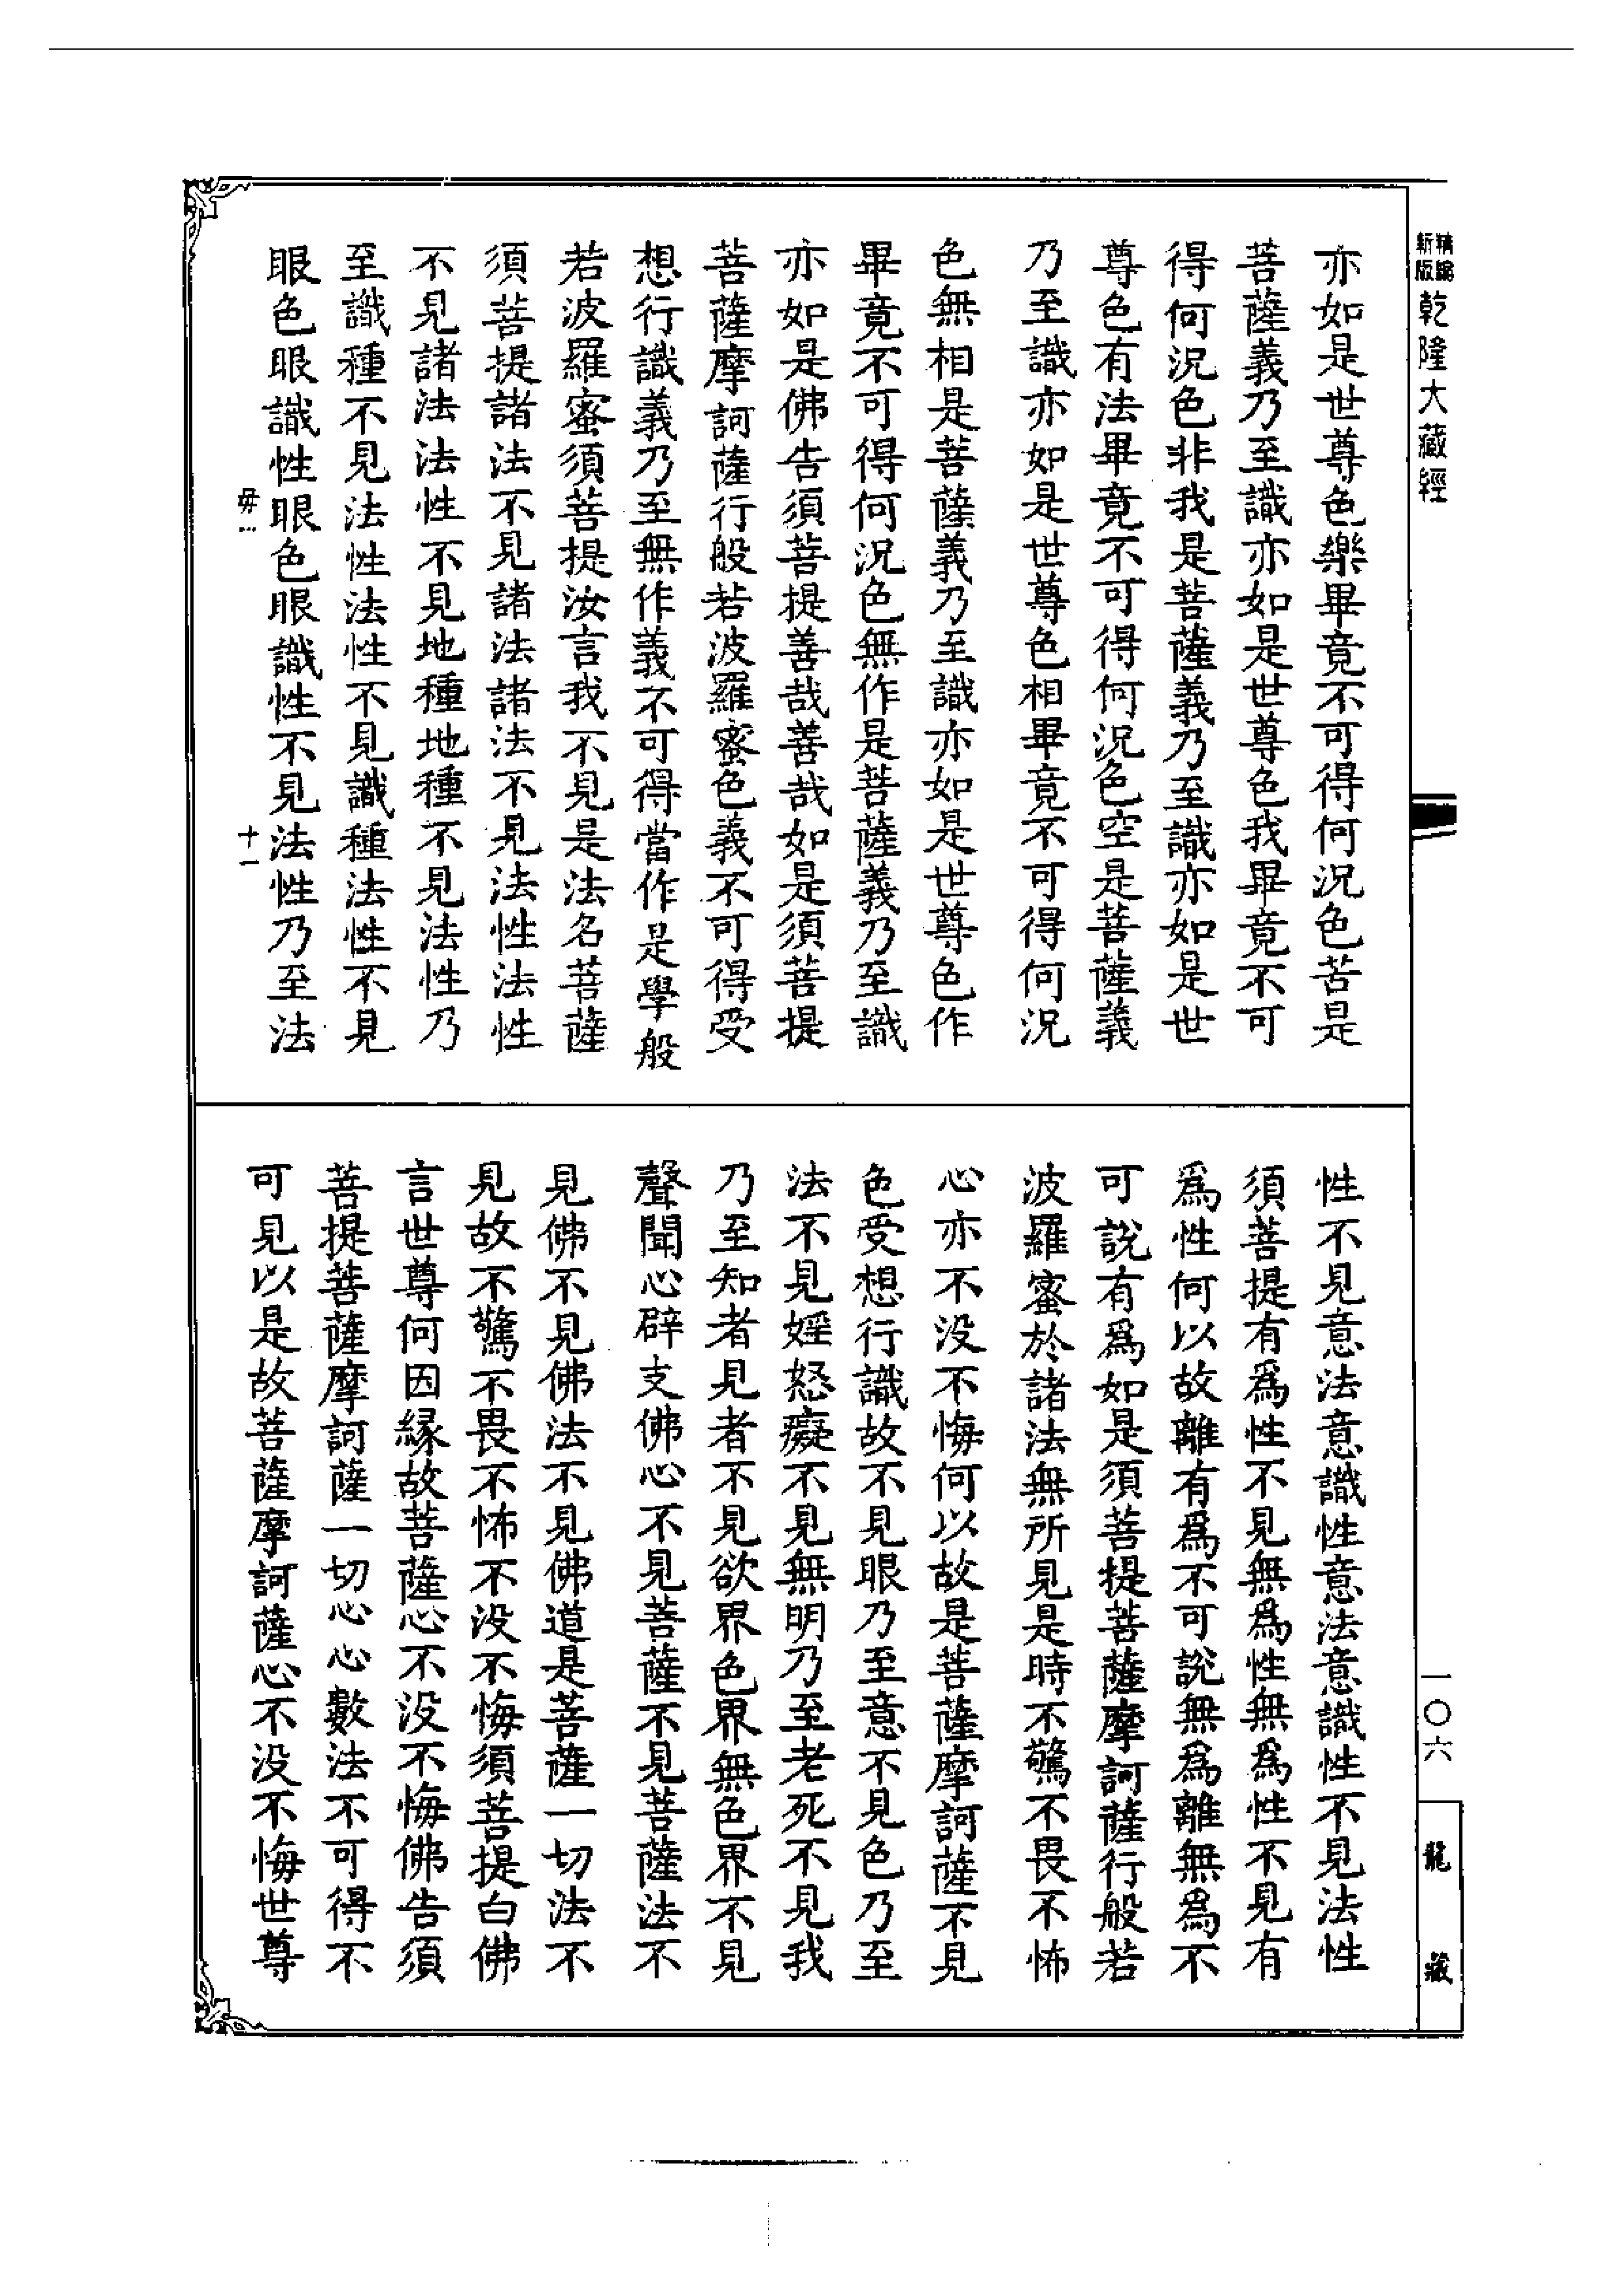 精編
新版
乾隆大藏經
一〇六
龍藏
亦如是世尊色樂畢竟不可得何況色苦是
菩薩義乃至識亦如是世尊色我畢竟不可
得何況色非我是菩薩義乃至識亦如是世
尊色有法畢竟不可得何況色空是菩薩義
乃至識亦如是世尊色相畢竟不可得何況
色無相是菩薩義乃至識亦如是世尊色作
畢竟不可得何況色無作是菩薩義乃至識
亦如是佛告須菩提善哉善哉如是須菩提
菩薩摩訶薩行般若波羅蜜色義不可得受
想行識義乃至無作義不可得當作是學般
若波羅蜜須菩提汝言我不見是法名菩薩
須菩提諸法不見諸法諸法不見法性法性
不見諸法法性不見地種地種不見法性乃
至識種不見法性法性不見識種法性不見
眼色眼識性眼色眼識性不見法性乃至法
十一
性不見意法意識性意法意識性不見法性
須菩提有為性不見無為性無為性不見有
為性何以故離有為不可說無為離無為不
可說有為如是須菩提菩薩摩訶薩行般若
波羅蜜於諸法無所見是時不驚不畏不怖
心亦不没不悔何以故是菩薩摩訶薩不見
色受想行識故不見眼乃至意不見色乃至
法不見婬怒癡不見無明乃至老死不見我
乃至知者見者不見欲界色界無色界不見
聲聞心辟支佛心不見菩薩不見菩薩法不
見佛不見佛法不見佛道是菩薩一切法不
見故不驚不畏不怖不没不悔須菩提白佛
言世尊何因緣故菩薩心不没不悔佛告須
菩提菩薩摩訶薩一切心心數法不可得不
可見以是故菩薩摩訶薩心不没不悔世尊